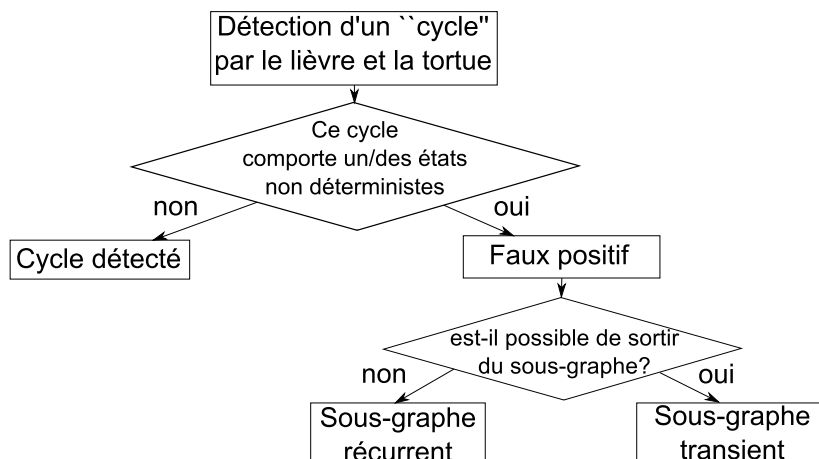 Détection d'un ``cycle"
par le lièvre et la tortue
Ce cycle
comporte un/des états
non déterministes
non
oui
Cycle détecté
Faux positif
est-il possible de sortir
du sous-graphe?
non
oui
Sous-graphe
récurrent
Sous-graphe
transient